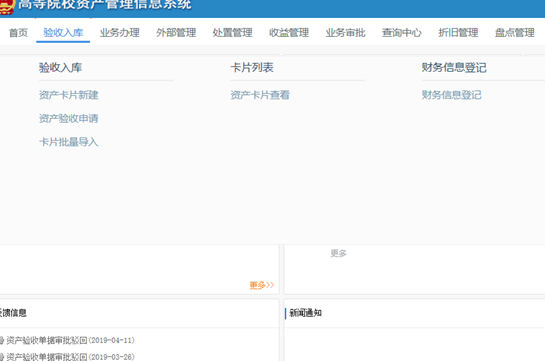 高等院校资产管理信息系统
首页 验收入库 业务办理 外部管理 处置管理 收益管理 业务审批 查询中心 折旧管理 盘点管理
验收入库 卡片列表 财务信息登记
资产卡片新建 资产卡片查看 财务信息登记
资产验收申请
卡片批量导入
更多
更多>>
馈信息 新闻通知
资产验收单据审批驳回(2019-04-11)
资产验收单据审批驳回(2019-03-26)